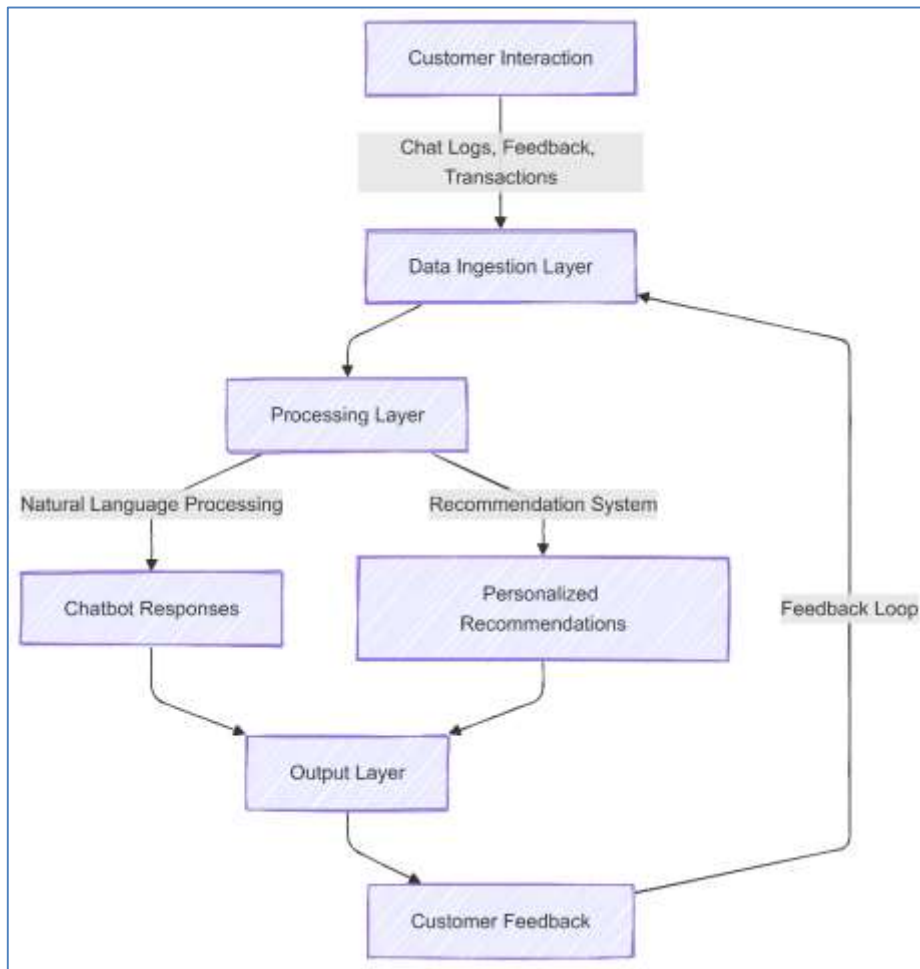 Customer Interaction
Chat Logs, Feedback,
Transactions
Data Ingestion Layer
Processing Layer
Natural Language Processing
Recommendation System
Chatbot Responses
Personalized
Recommendations
Feedback Loop
Output Layer
Customer Feedback